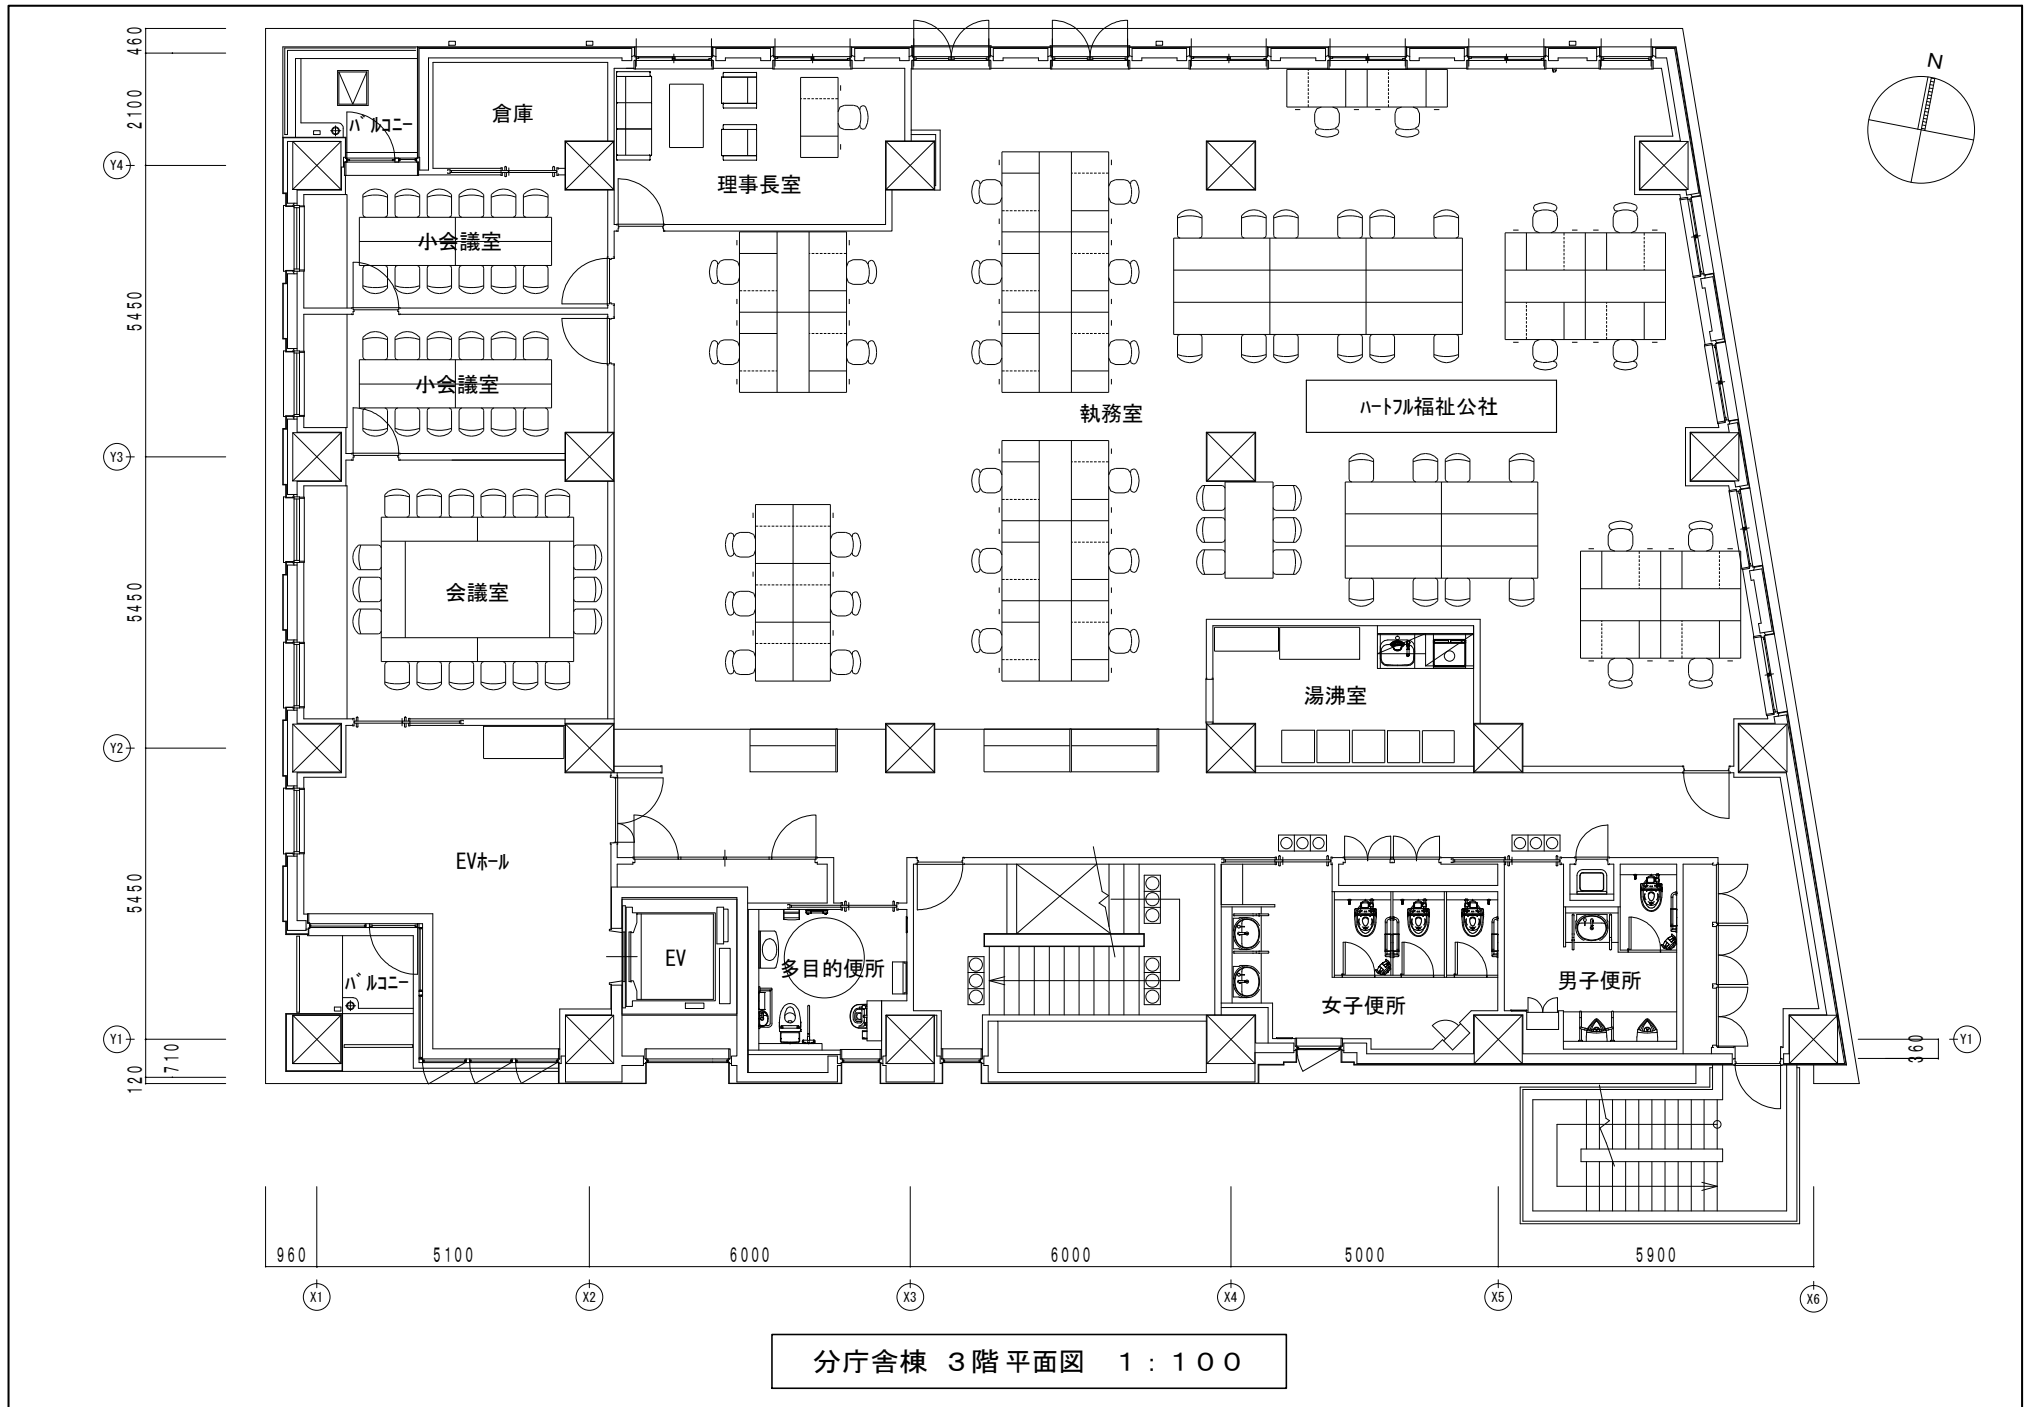 N
460
2100
5450
5450
5450
710
120
Y4
Y3
Y2
Y1
バルコニー
倉庫
理事長室
小会議室
小会議室
執務室
ハートフル福祉公社
会議室
湯沸室
EVホール
バルコニー
EV
多目的便所
女子便所
男子便所
Y1
360
960
5100
6000
6000
5000
5900
X1
X2
X3
X4
X5
X6
分庁舎棟 3階平面図 1:100